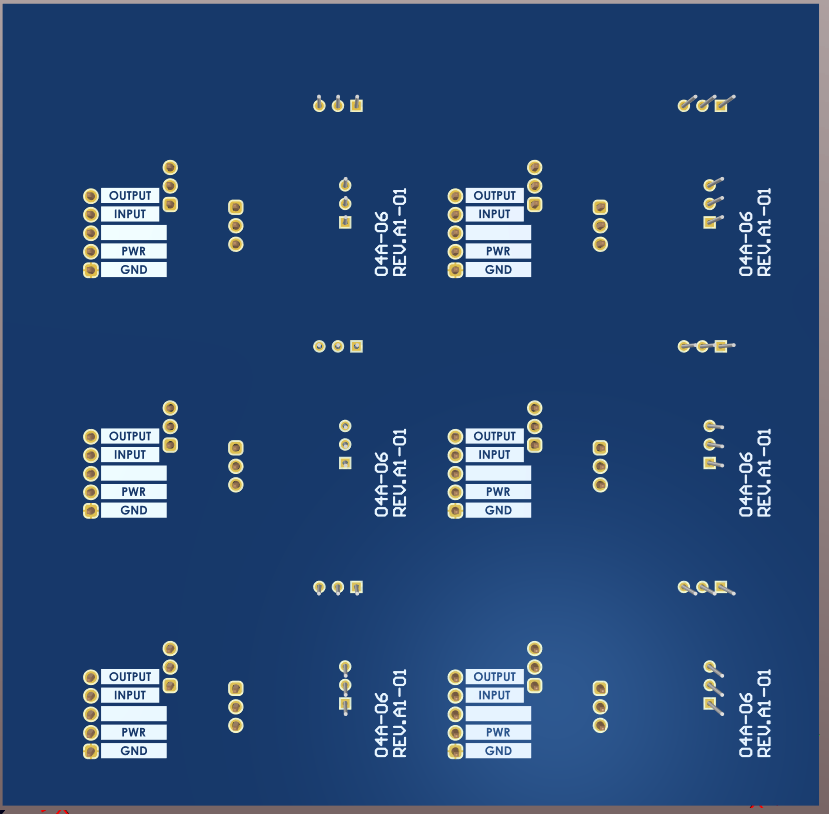 OUTPUT
INPUT
PWR
GND
04A-06
REV.A1-01
OUTPUT
INPUT
PWR
GND
04A-06
REV.A1-01
OUTPUT
INPUT
PWR
GND
04A-06
REV.A1-01
OUTPUT
INPUT
PWR
GND
04A-06
REV.A1-01
OUTPUT
INPUT
PWR
GND
04A-06
REV.A1-01
OUTPUT
INPUT
PWR
GND
04A-06
REV.A1-01